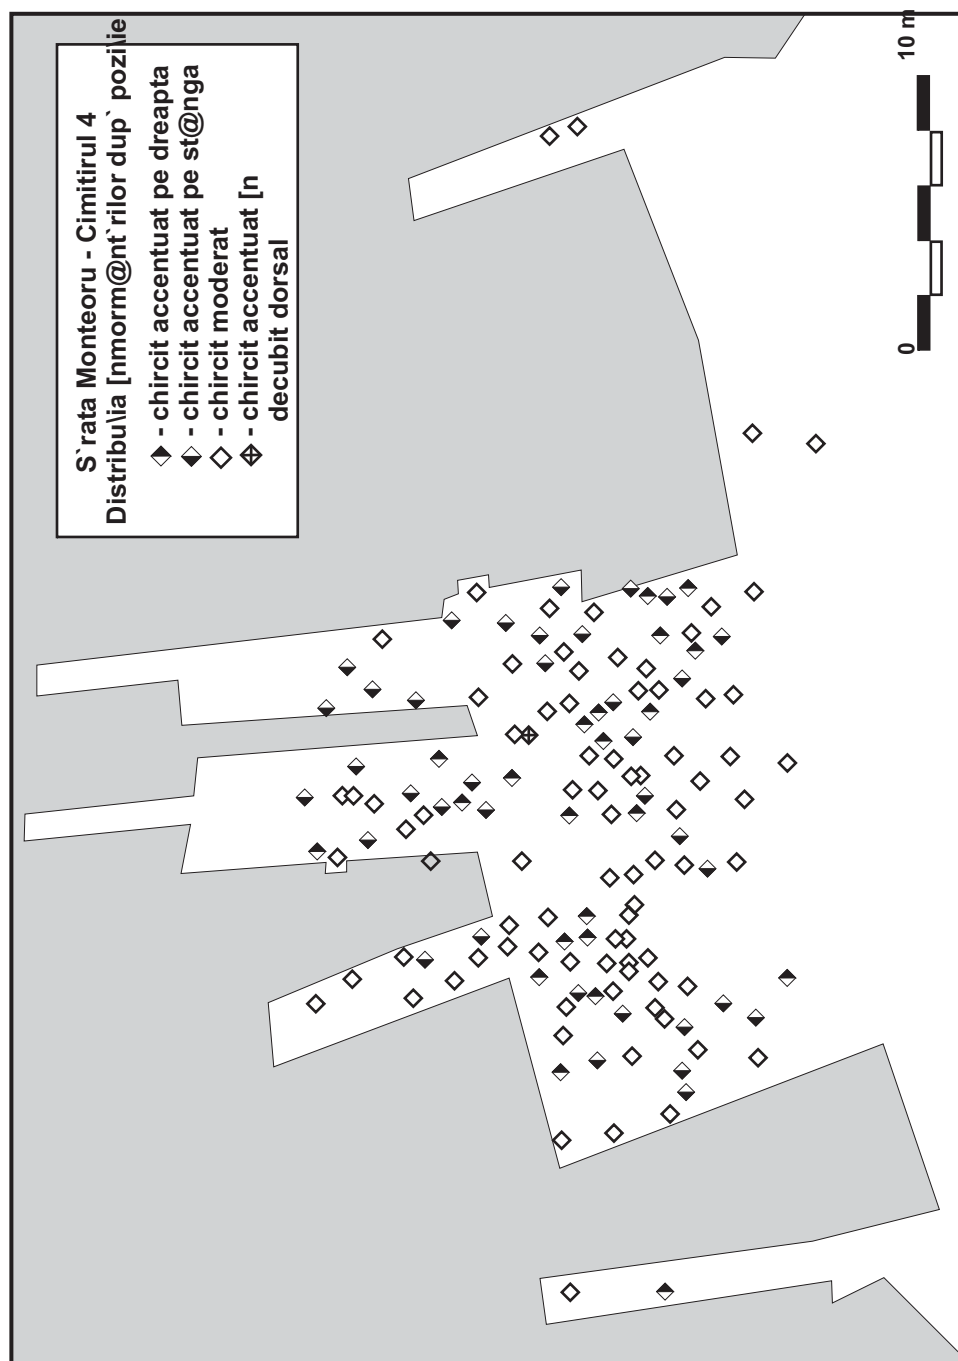 S`rata Monteoru - Cimitirul 4
Distribu\ia [nmorm@nt`rilor dup` pozi\ie
- chircit accentuat pe dreapta
- chircit accentuat pe st@nga
- chircit moderat
- chircit accentuat [n
decubit dorsal
0
10 m